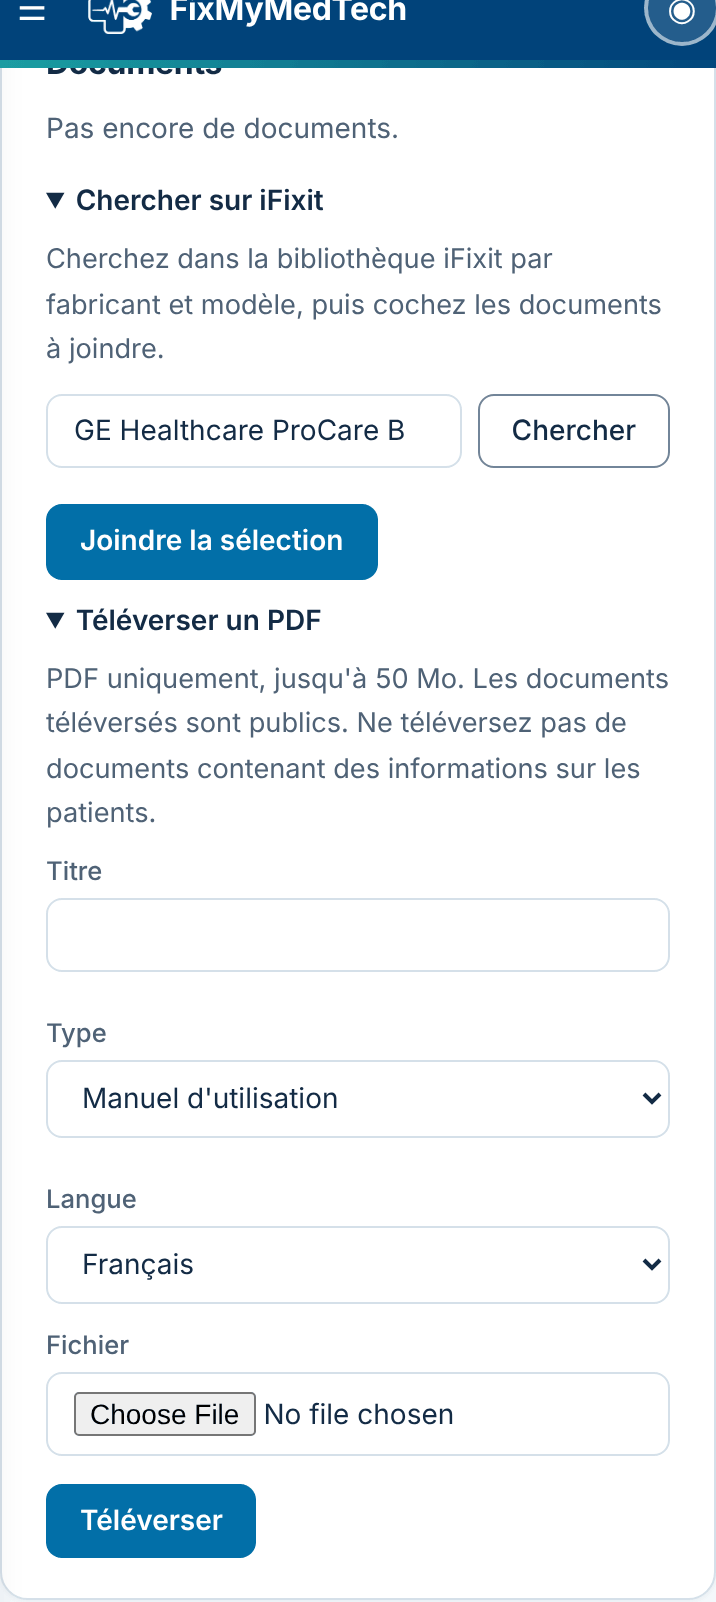 FixMyMedTech
Documents
Pas encore de documents.
▼ Chercher sur iFixit
Cherchez dans la bibliothèque iFixit par
fabricant et modèle, puis cochez les documents
à joindre.
GE Healthcare ProCare B
Chercher
Joindre la sélection
▼ Téléverser un PDF
PDF uniquement, jusqu'à 50 Mo. Les documents
téléversés sont publics. Ne téléversez pas de
documents contenant des informations sur les
patients.
Titre
Type
Manuel d'utilisation
Langue
Français
Fichier
Choose File No file chosen
Téléverser